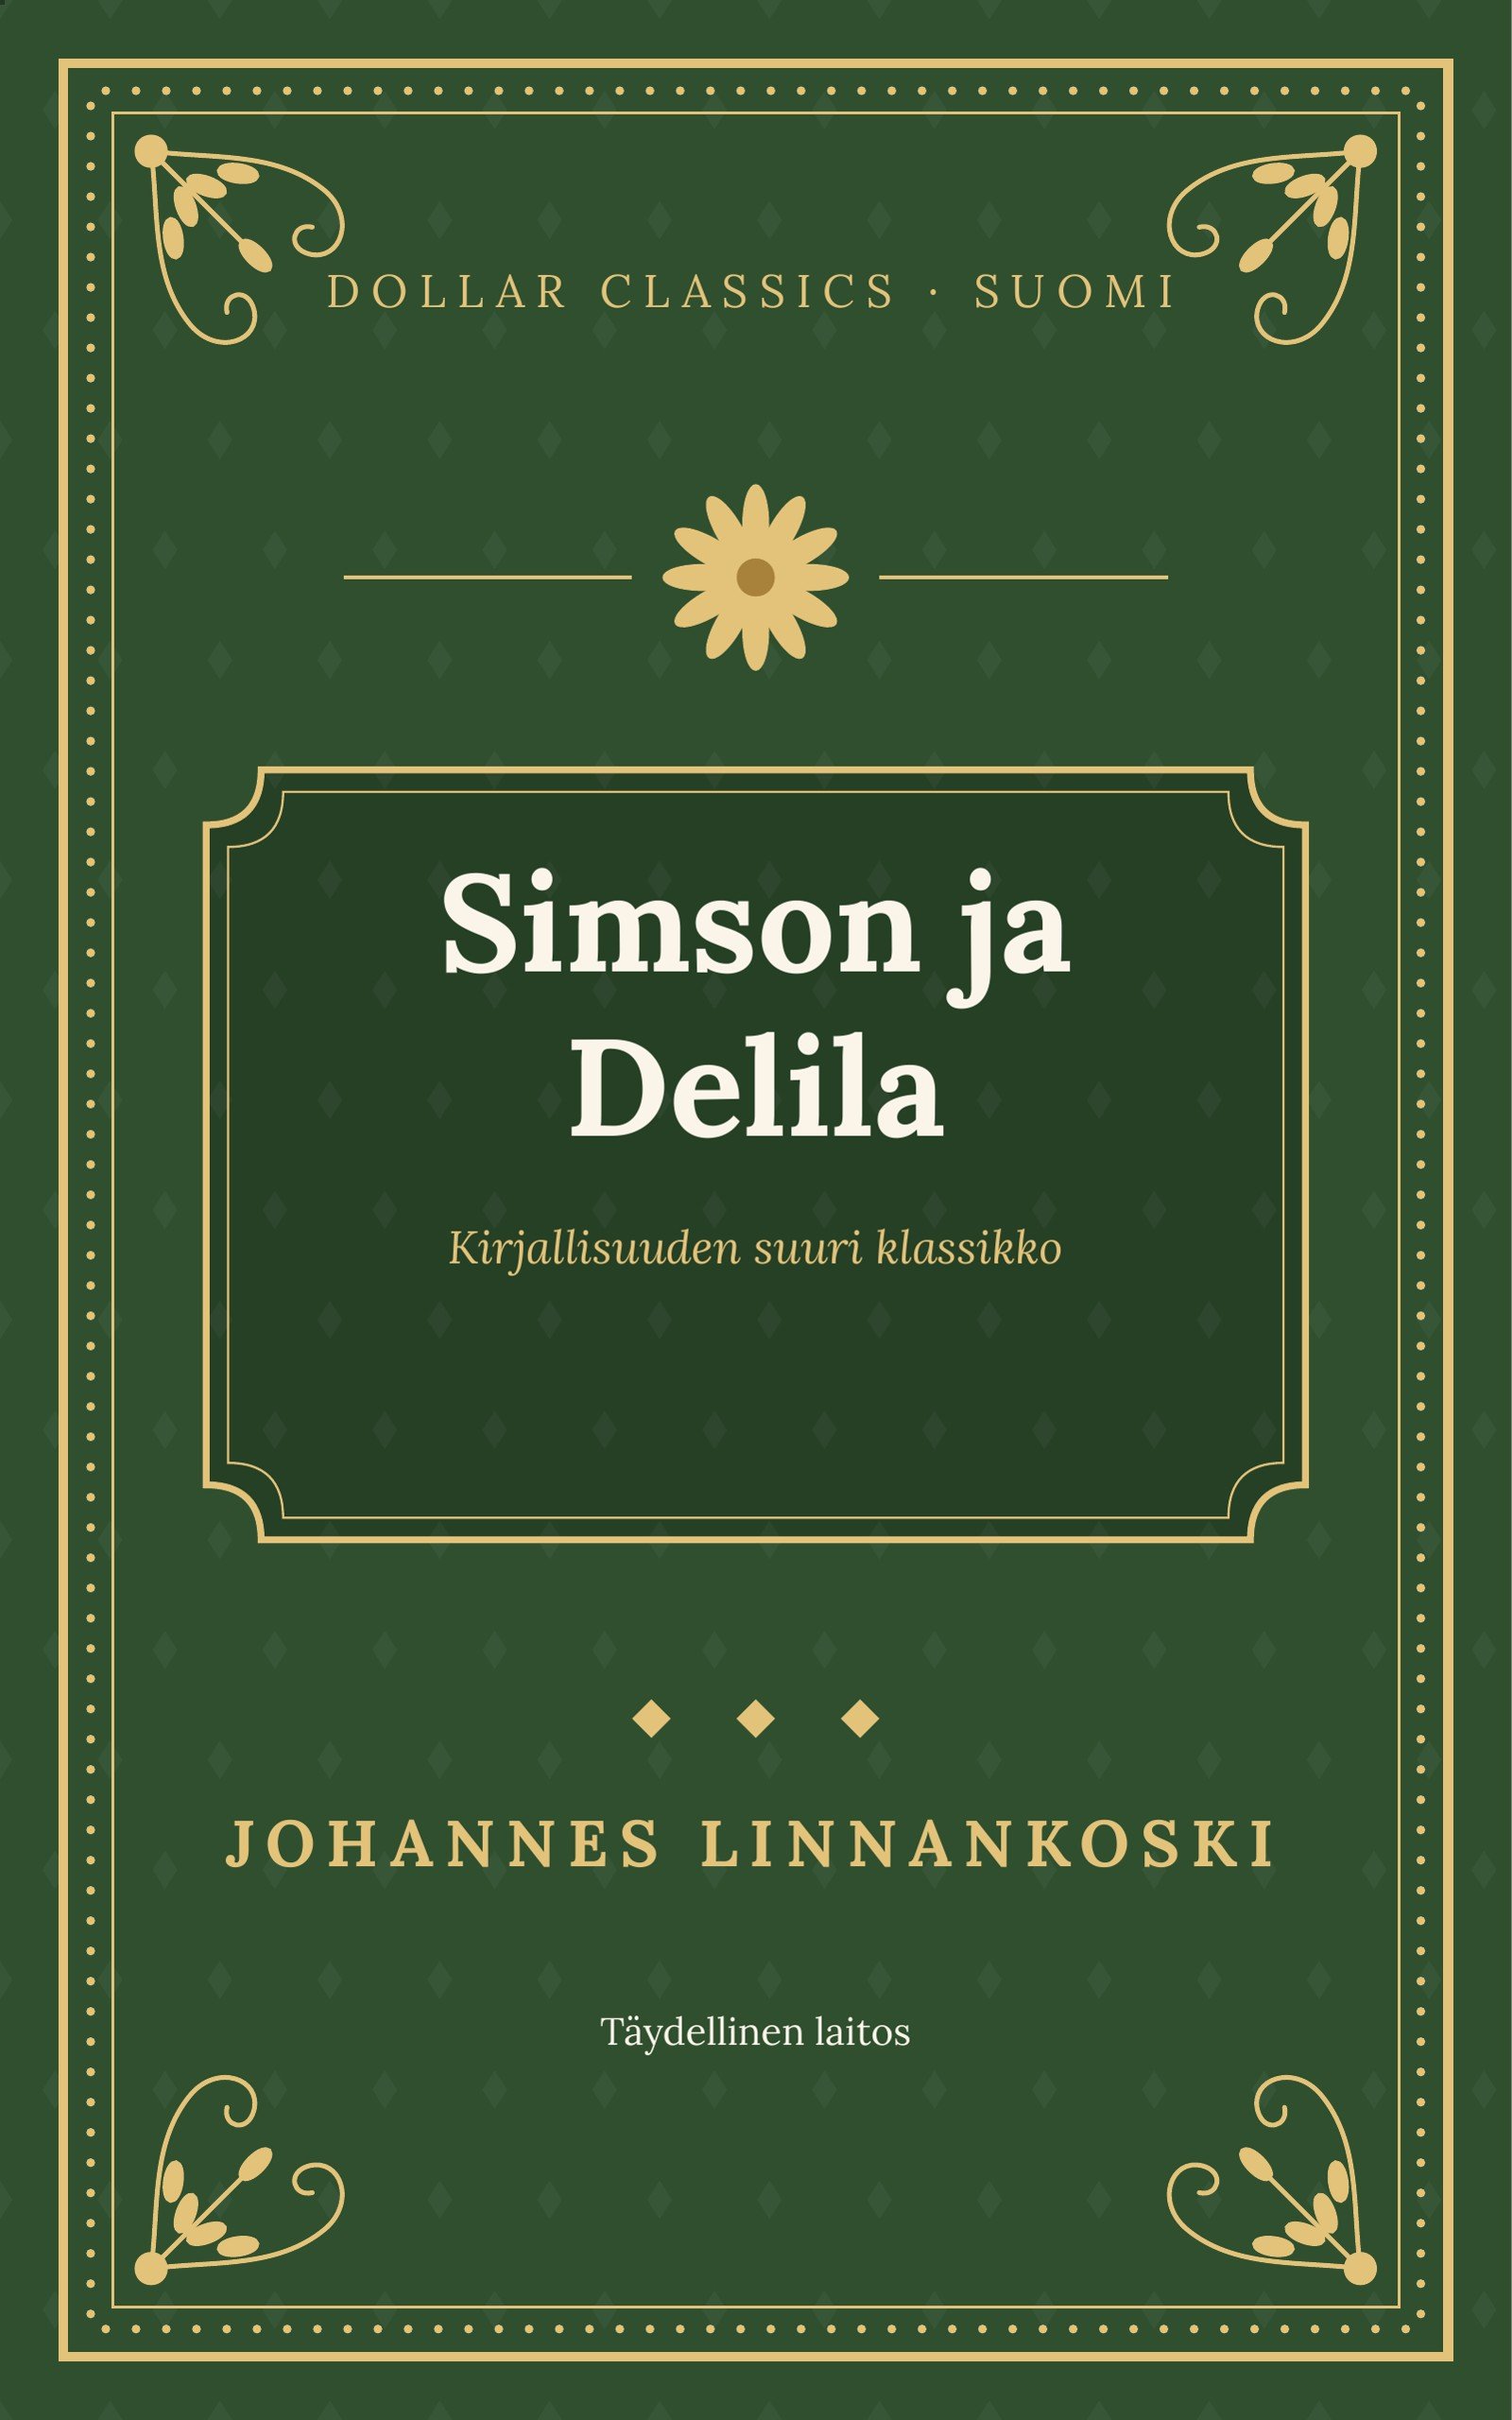 DOLLAR CLASSICS · SUOMI
Simson ja
Delila
Kirjallisuuden suuri klassikko
JOHANNES LINNANKOSKI
Täydellinen laitos